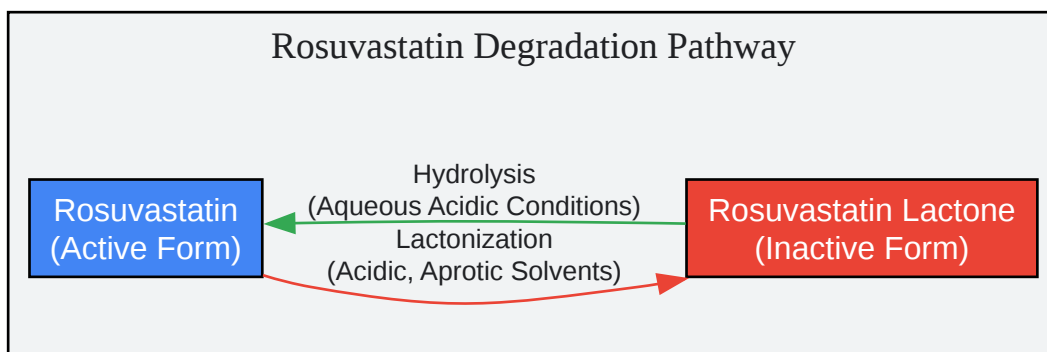 Rosuvastatin Degradation Pathway
Rosuvastatin
(Active Form)
Hydrolysis
(Aqueous Acidic Conditions)
Lactonization
(Acidic, Aprotic Solvents)
Rosuvastatin Lactone
(Inactive Form)